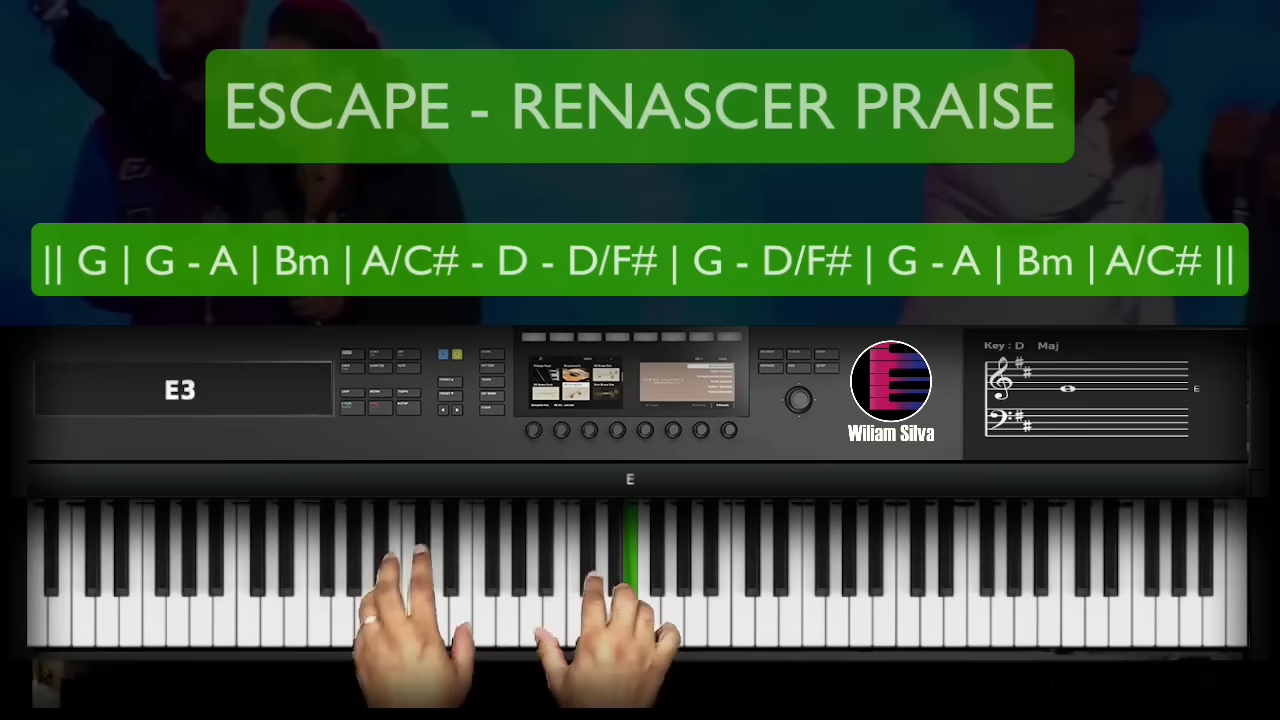 ESCAPE - RENASCER PRAISE
|| G | G - A | Bm | A/C# - D - D/F# | G - D/F# | G - A | Bm | A/C# ||
Key : D Maj
E3
E
Wiliam Silva
E